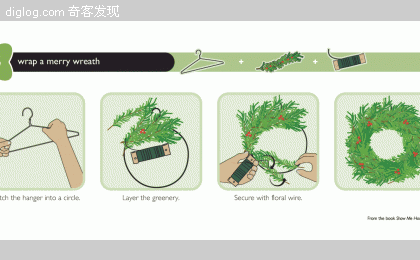 diglog.com 奇客发现
wrap a merry wreath
+ +
tch the hanger into a circle.
Layer the greenery.
Secure with floral wire.
From the book Show Me Ho